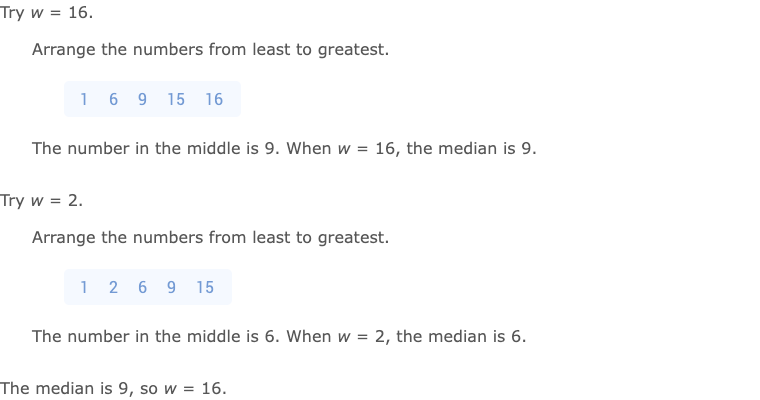 Try w = 16.
Arrange the numbers from least to greatest.
1 6 9 15 16
The number in the middle is 9. When w = 16, the median is 9.
Try w = 2.
Arrange the numbers from least to greatest.
1 2 6 9 15
The number in the middle is 6. When w = 2, the median is 6.
The median is 9, so w = 16.